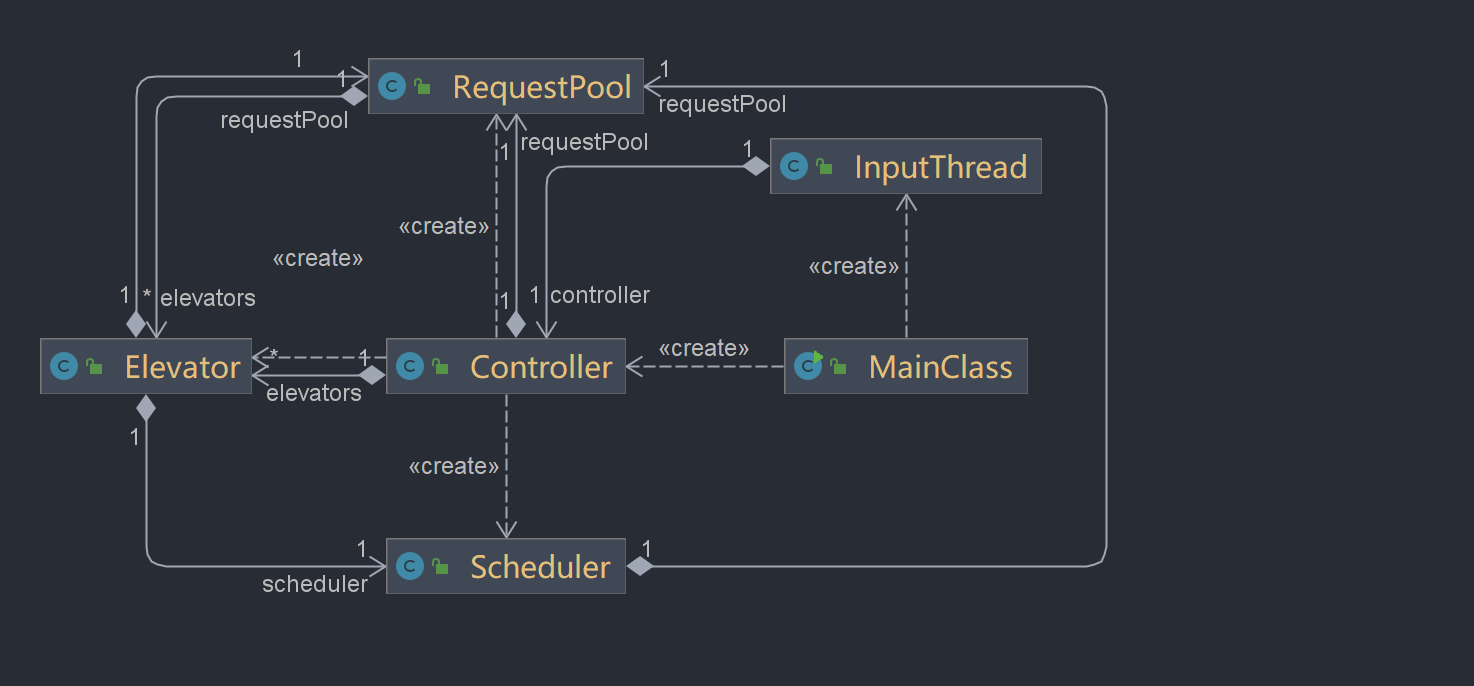 1
1
C RequestPool
1
requestPool
requestPool
1
requestPool
1
C InputThread
«create»
«create»
«create»
1
* elevators
1
1 controller
«create»
C Elevator
*
1
elevators
C Controller
C MainClass
1
«create»
1
scheduler
C Scheduler
1